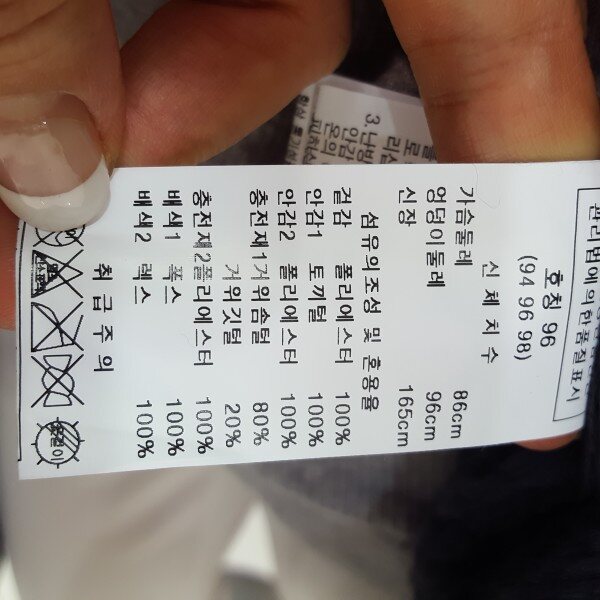 관리법에 의한 품질표시
호칭 96
(94 96 98)
신 체 치 수
가슴둘레 86cm
엉덩이둘레 96cm
신장 165cm
섬유의조성 및 혼용율
겉감 폴리에스터 100%
안감1 토끼털 100%
안감2 폴리에스터 100%
충전재1거위솜털 80%
거위깃털 20%
충전재2폴리에스터 100%
배색1 폭스 100%
배색2 렉스 100%
취 급 주 의